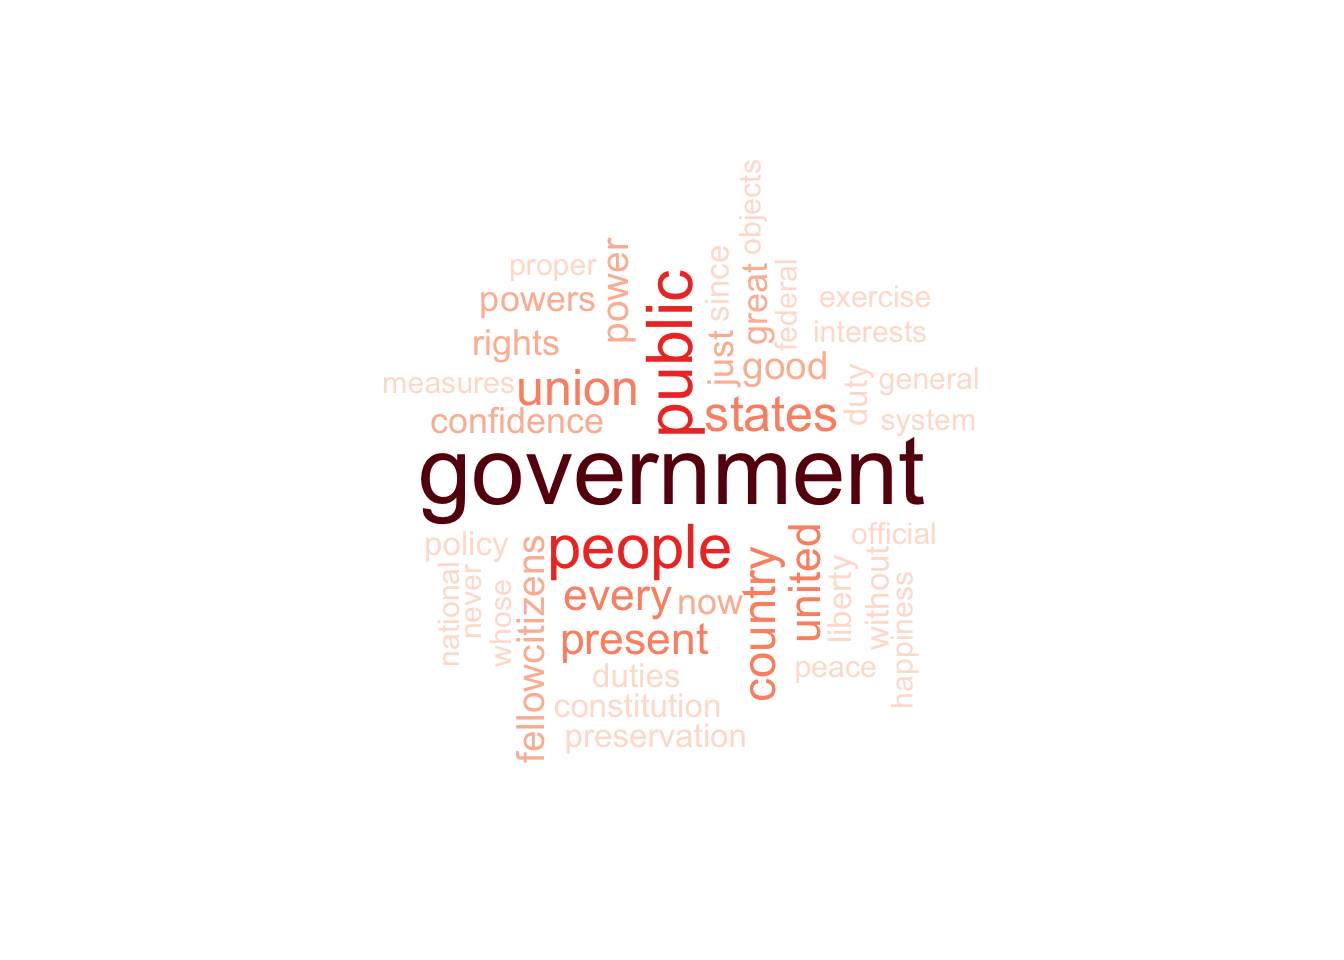 objects
proper
power
public
since
great
federal
exercise
powers
interests
rights
just
good
measures
union
duty
general
confidence
states
system
government
policy
people
united
official
national
never
whose
fellowcitizens
every
now
country
liberty
without
happiness
present
duties
peace
constitution
preservation